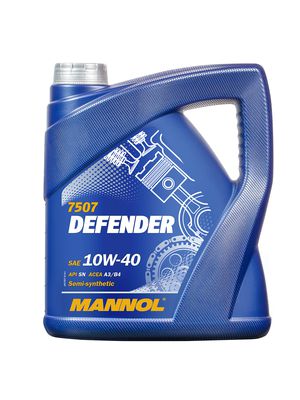 7507
DEFENDER
SAE 10W-40
API SN ACEA A3/B4
Semi-synthetic
MANNOL